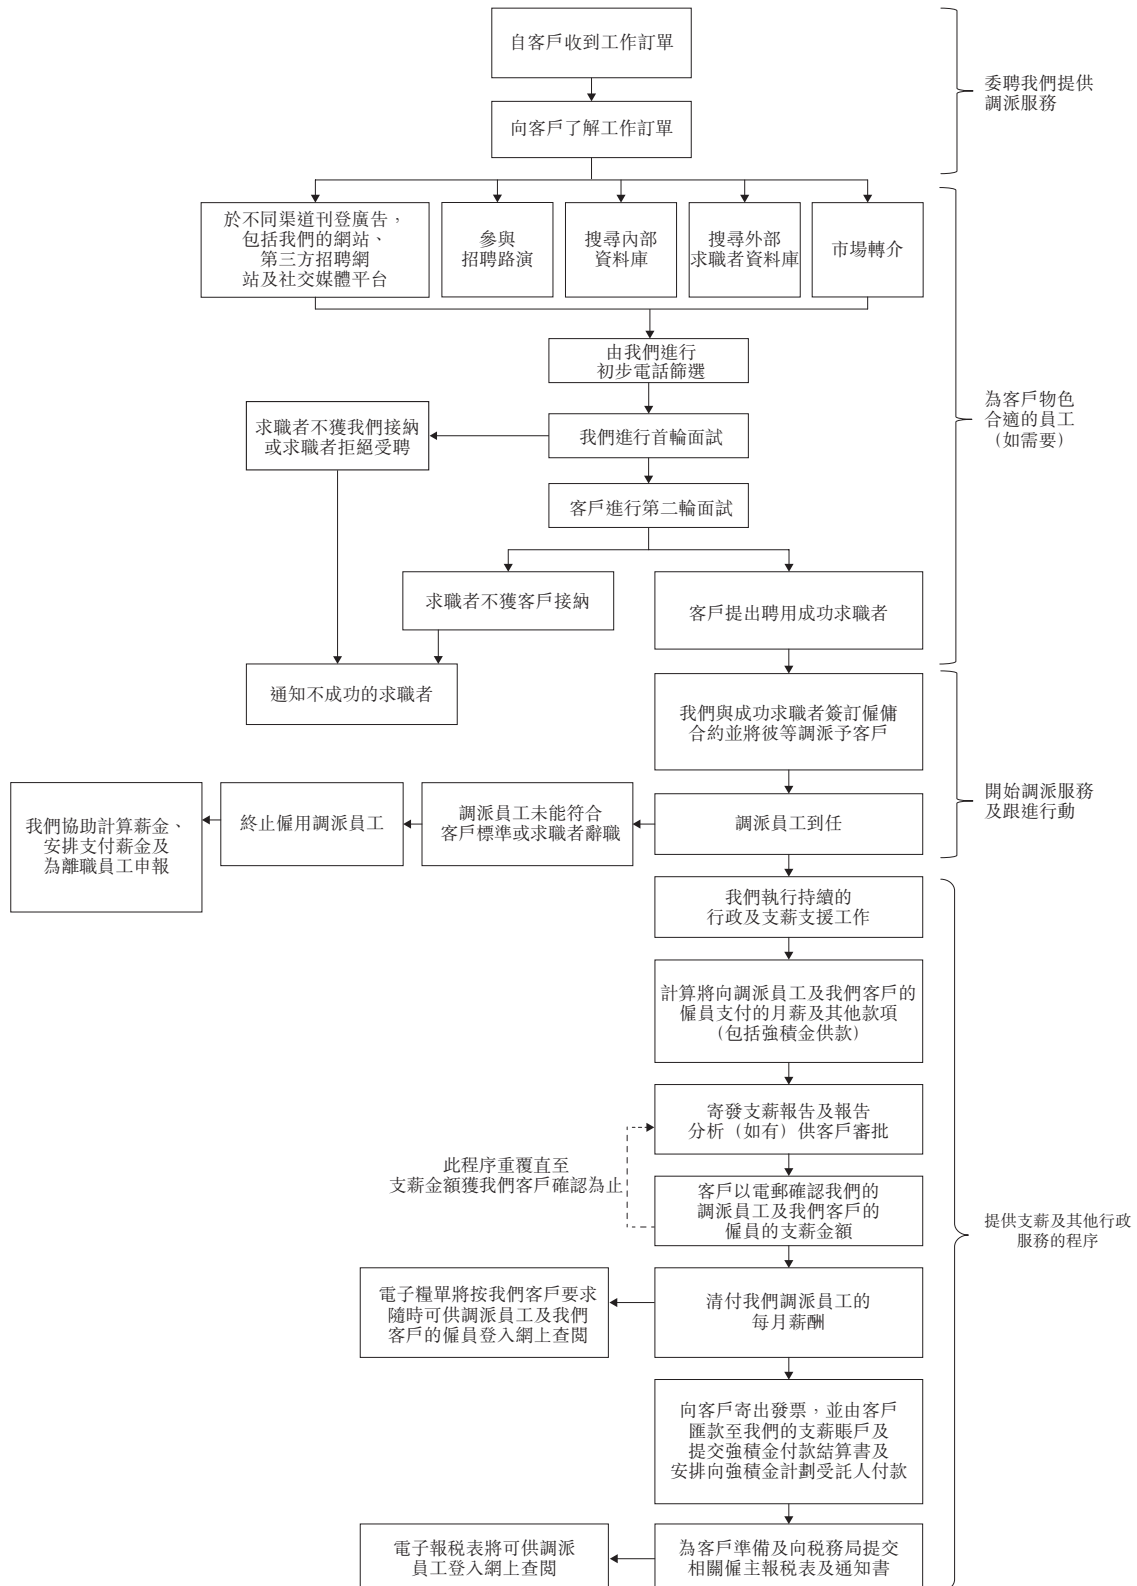 自客戶收到工作訂單
委聘我們提供
調派服務
向客戶了解工作訂單
於不同渠道刊登廣告，
包括我們的網站、
第三方招聘網
站及社交媒體平台
參與
招聘路演
搜尋內部
資料庫
搜尋外部
求職者資料庫
市場轉介
由我們進行
初步電話篩選
為客戶物色
合適的員工
（如需要）
求職者不獲我們接納
或求職者拒絕受聘
我們進行首輪面試
客戶進行第二輪面試
求職者不獲客戶接納
客戶提出聘用成功求職者
通知不成功的求職者
我們與成功求職者簽訂僱傭
合約並將彼等調派予客戶
開始調派服務
及跟進行動
我們協助計算薪金、
安排支付薪金及
為離職員工申報
終止僱用調派員工
調派員工未能符合
客戶標準或求職者辭職
調派員工到任
我們執行持續的
行政及支薪支援工作
計算將向調派員工及我們客戶的
僱員支付的月薪及其他款項
（包括強積金供款）
寄發支薪報告及報告
分析（如有）供客戶審批
此程序重覆直至
支薪金額獲我們客戶確認為止
客戶以電郵確認我們的
調派員工及我們客戶的
僱員的支薪金額
提供支薪及其他行政
服務的程序
電子糧單將按我們客戶要求
隨時可供調派員工及我們
客戶的僱員登入網上查閱
清付我們調派員工的
每月薪酬
向客戶寄出發票，並由客戶
匯款至我們的支薪賬戶及
提交強積金付款結算書及
安排向強積金計劃受託人付款
電子報稅表將可供調派
員工登入網上查閱
為客戶準備及向稅務局提交
相關僱主報稅表及通知書